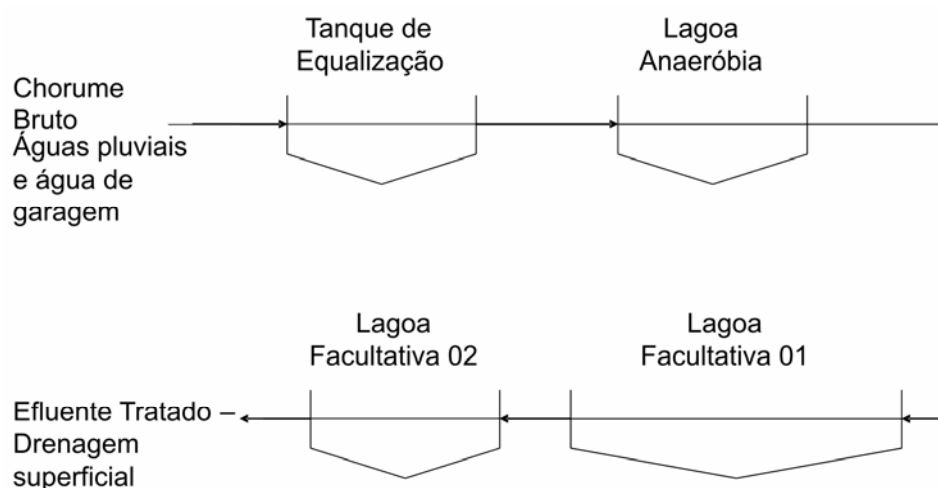 Tanque de
Equalização
Lagoa
Anaeróbia
Chorume
Bruto
Águas pluviais
e água de
garagem
Lagoa
Facultativa 02
Lagoa
Facultativa 01
Efluente Tratado –
Drenagem
superficial